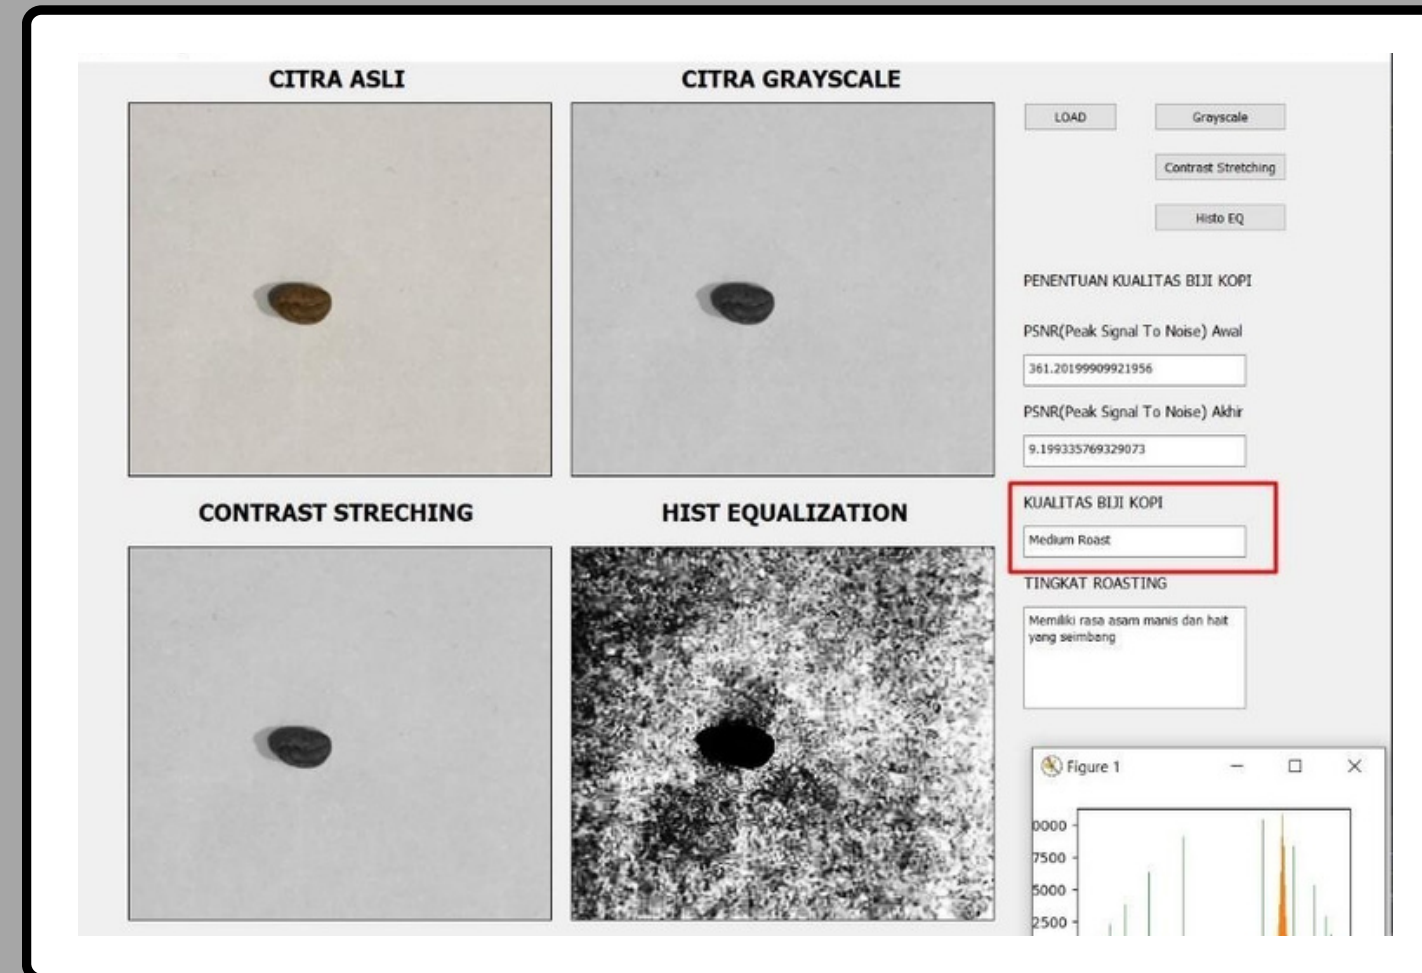 CITRA ASLI
CITRA GRAYSCALE
LOAD
Grayscale
Contrast Stretching
Histo EQ
PENENTUAN KUALITAS BIJI KOPI
PSNR(Peak Signal To Noise) Awal
361.20199909921956
PSNR(Peak Signal To Noise) Akhir
9.199335769329073
CONTRAST STRECHING
HIST EQUALIZATION
KUALITAS BIJI KOPI
Medium Roast
TINGKAT ROASTING
Memiliki rasa asam manis dan hait
yang seimbang
Figure 1
0000
7500
5000
2500